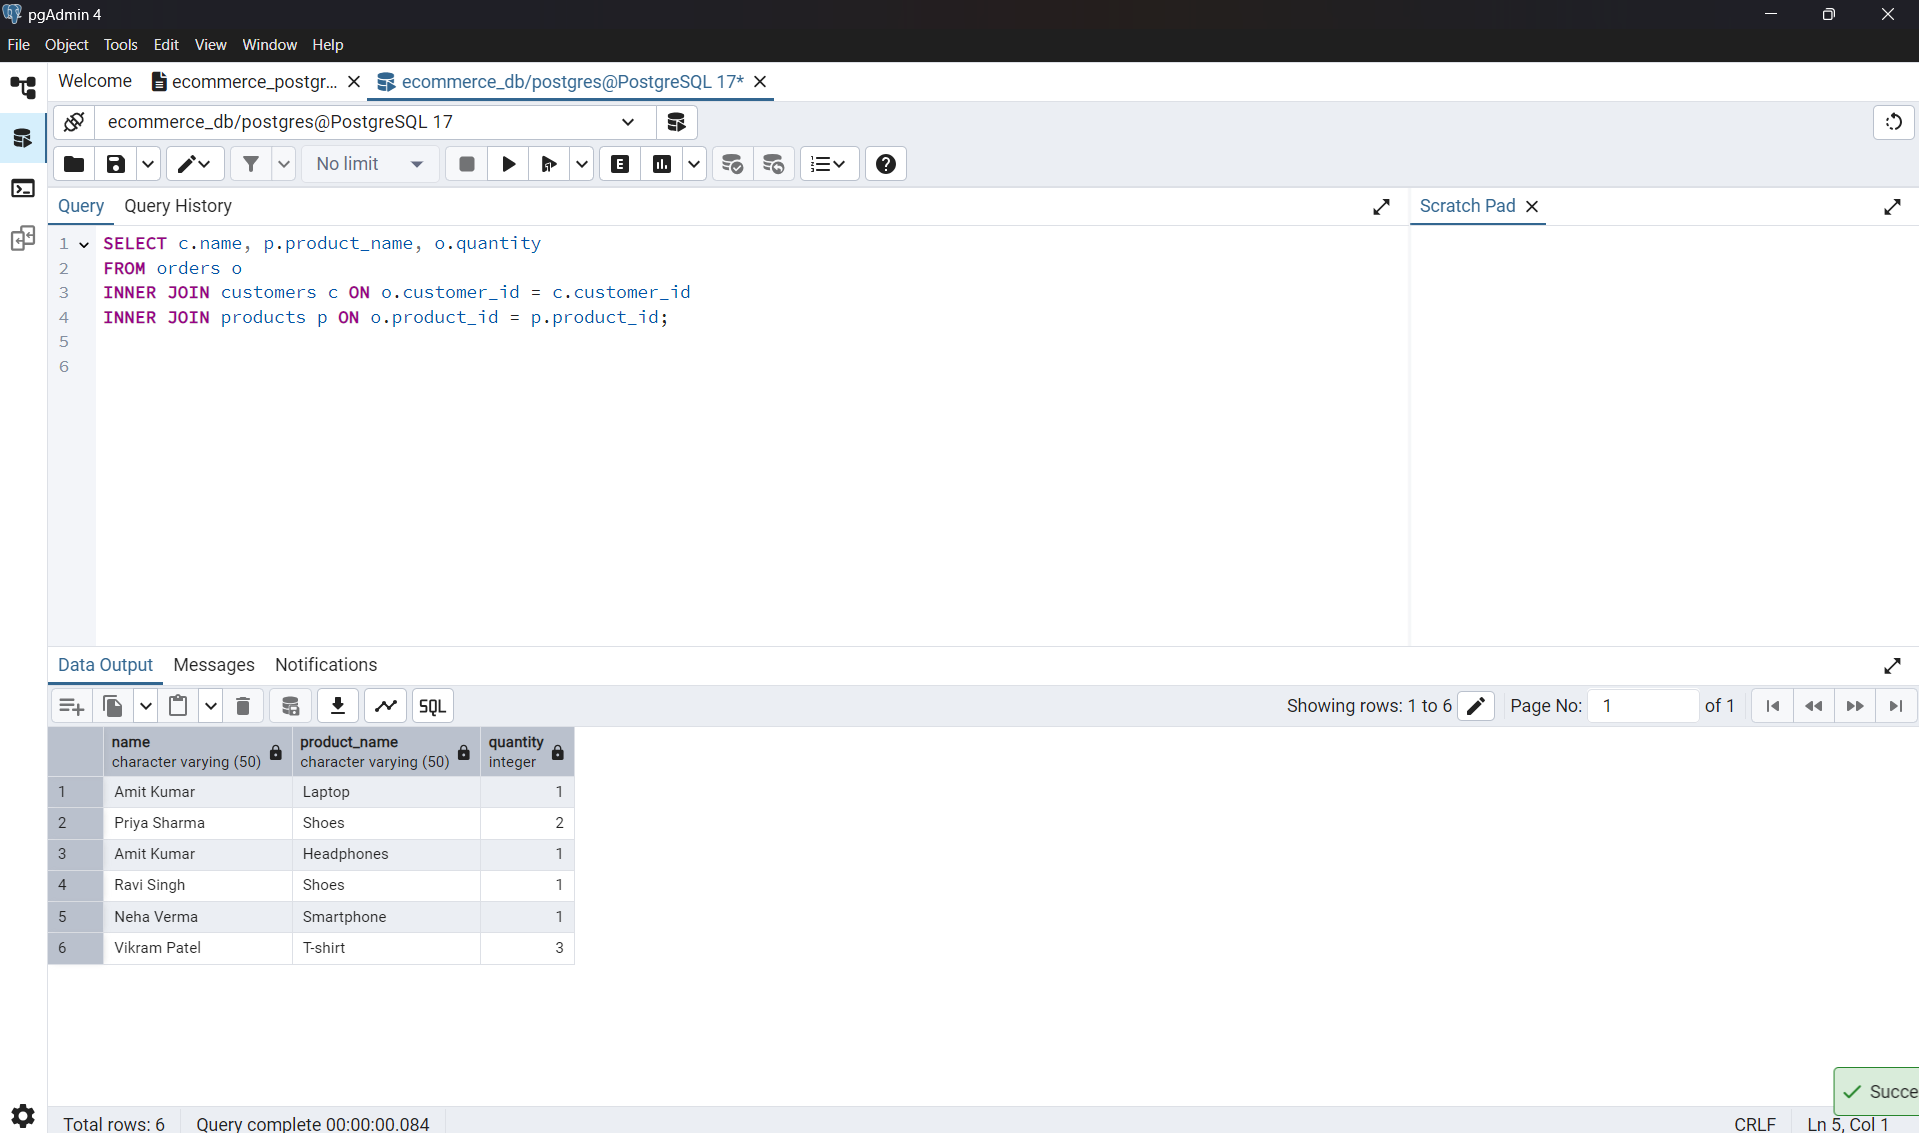 pgAdmin 4
File Object Tools Edit View Window Help
Welcome ecommerce_postgr... ecommerce_db/postgres@PostgreSQL 17*
ecommerce_db/postgres@PostgreSQL 17
No limit
E
Query Query History
Scratch Pad
1 SELECT c.name, p.product_name, o.quantity
2 FROM orders o
3 INNER JOIN customers c ON o.customer_id = c.customer_id
4 INNER JOIN products p ON o.product_id = p.product_id;
5
6
Data Output Messages Notifications
SQL
Showing rows: 1 to 6 Page No: 1 of 1
name product_name quantity
character varying (50) character varying (50) integer
1 Amit Kumar Laptop 1
2 Priya Sharma Shoes 2
3 Amit Kumar Headphones 1
4 Ravi Singh Shoes 1
5 Neha Verma Smartphone 1
6 Vikram Patel T-shirt 3
Succe
Total rows: 6 Query complete 00:00:00.084 CRLF Ln 5, Col 1